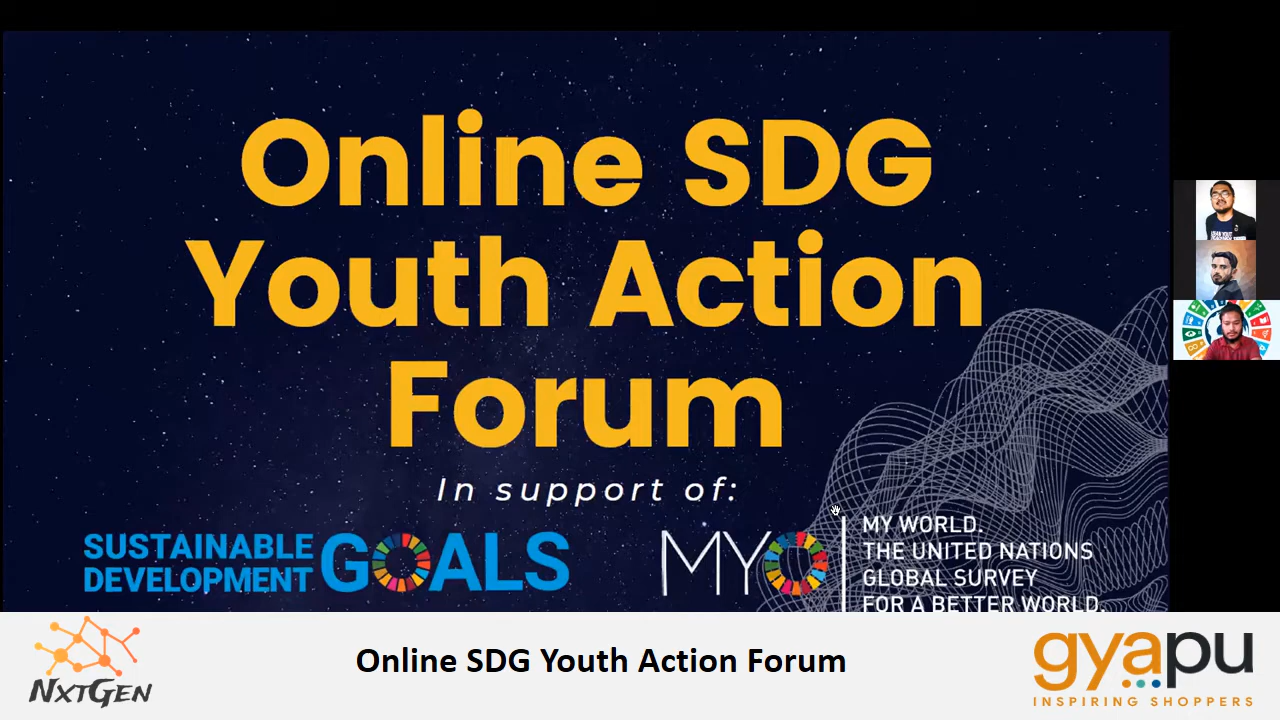 Online SDG
Youth Action
Forum
In support of:
SUSTAINABLE
DEVELOPMENT
GOALS
MY
MY WORLD.
THE UNITED NATIONS
GLOBAL SURVEY
FOR A BETTER WORLD.
NXTGEN
Online SDG Youth Action Forum
gyapu
INSPIRING SHOPPERS